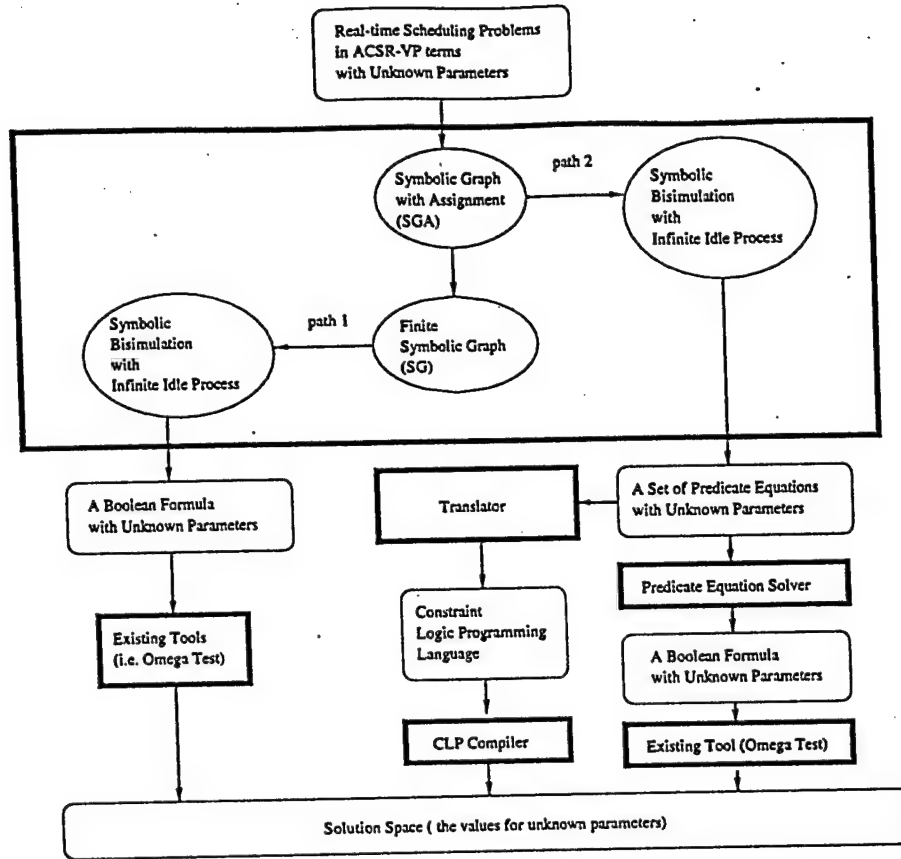 Real-time Scheduling Problems
in ACSR-VP terms
with Unknown Parameters
path 2
Symbolic Graph
with Assignment
(SGA)
Symbolic
Bisimulation
with
Infinite Idle Process
Symbolic
Bisimulation
with
Infinite Idle Process
path 1
Finite
Symbolic Graph
(SG)
A Boolean Formula
with Unknown Parameters
Translator
A Set of Predicate Equations
with Unknown Parameters
Predicate Equation Solver
Existing Tools
(i.e. Omega Test)
Constraint
Logic Programming
Language
A Boolean Formula
with Unknown Parameters
CLP Compiler
Existing Tool (Omega Test)
Solution Space ( the values for unknown parameters)